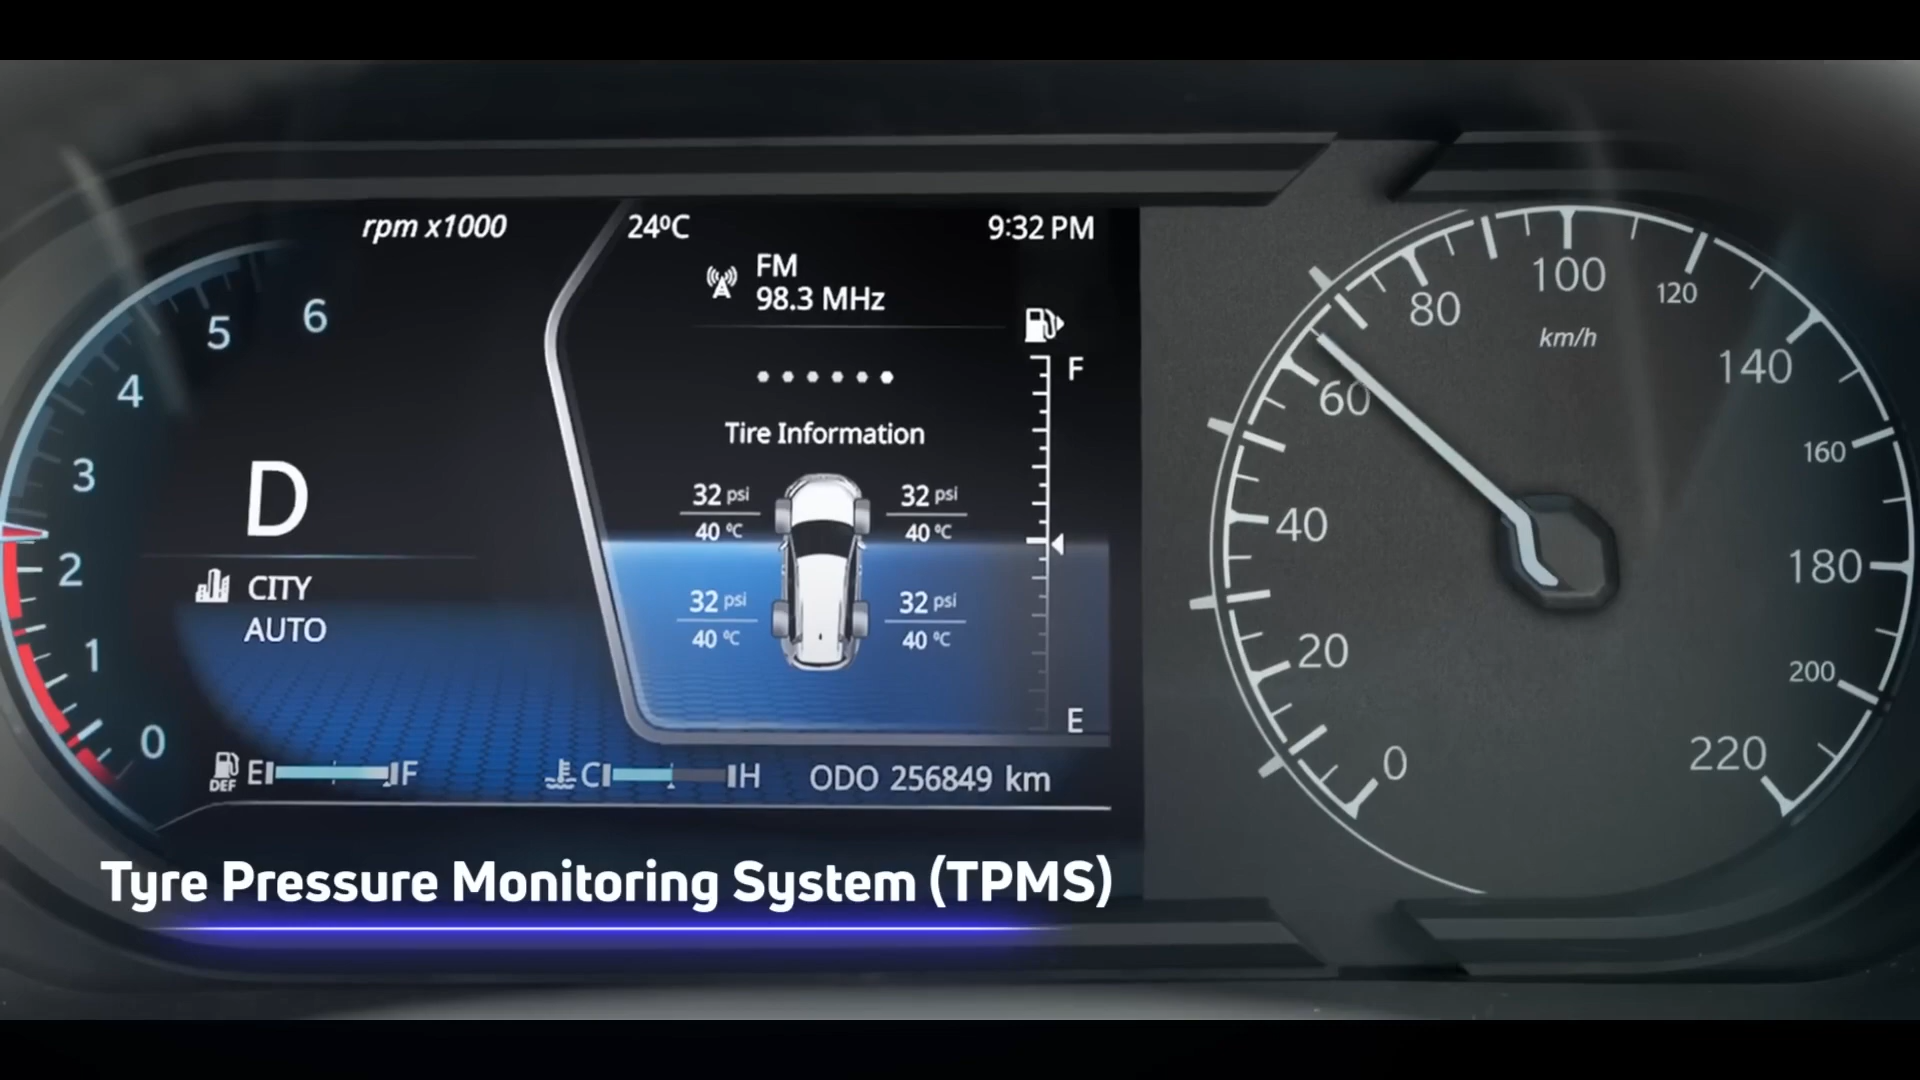 rpm x1000
24ºC
9:32 PM
FM
98.3 MHz
F
Tire Information
32 psi
40 ºC
32 psi
40 ºC
32 psi
40 ºC
32 psi
40 ºC
E
6
5
4
3
2
1
0
D
CITY
AUTO
DEF
E F
C H
ODO 256849 km
0
20
40
60
80
100
120
140
160
180
200
220
km/h
Tyre Pressure Monitoring System (TPMS)